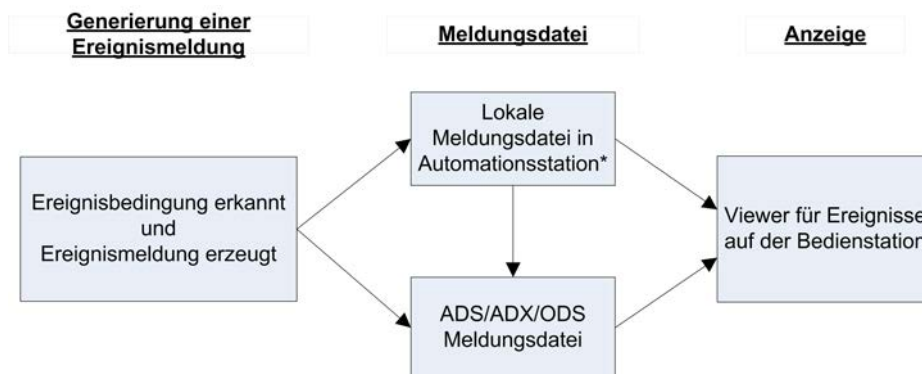 Generierung einer
Ereignismeldung
Meldungsdatei
Anzeige
Ereignisbedingung erkannt
und
Ereignismeldung erzeugt
Lokale
Meldungsdatei in
Automationsstation*
ADS/ADX/ODS
Meldungsdatei
Viewer für Ereignisse
auf der Bedienstation